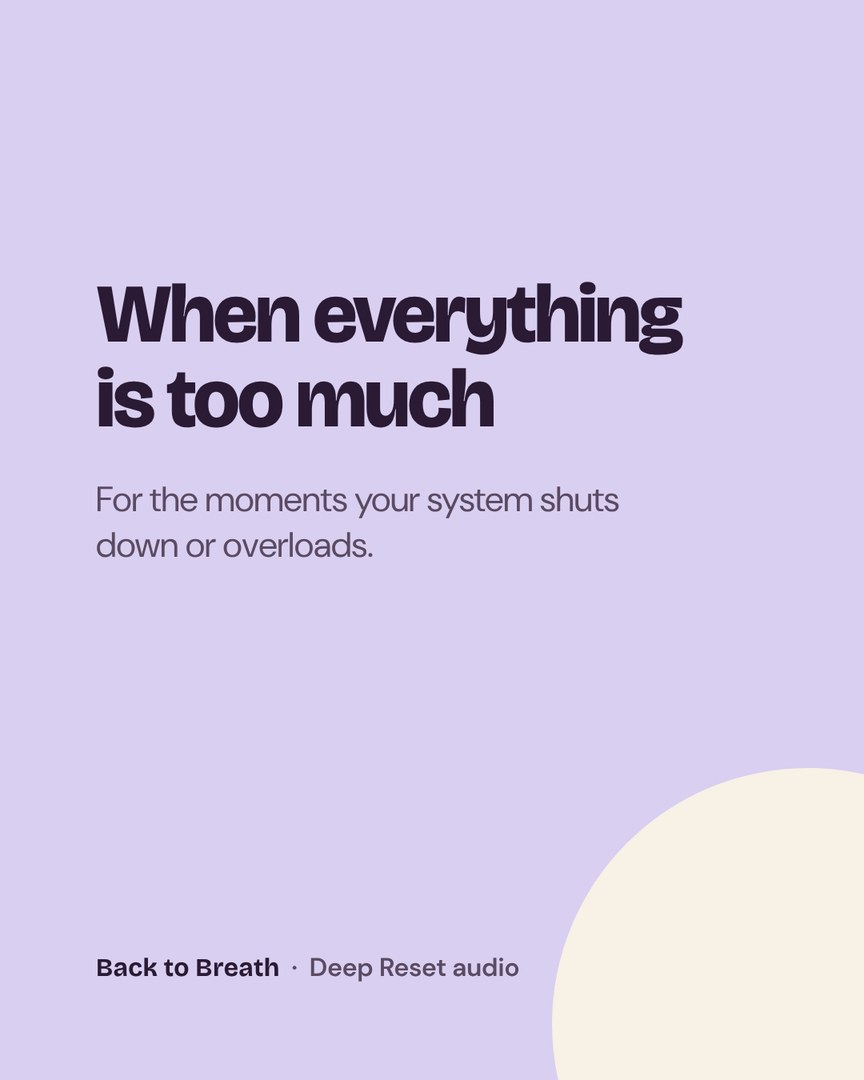 When everything
is too much
For the moments your system shuts
down or overloads.
Back to Breath · Deep Reset audio